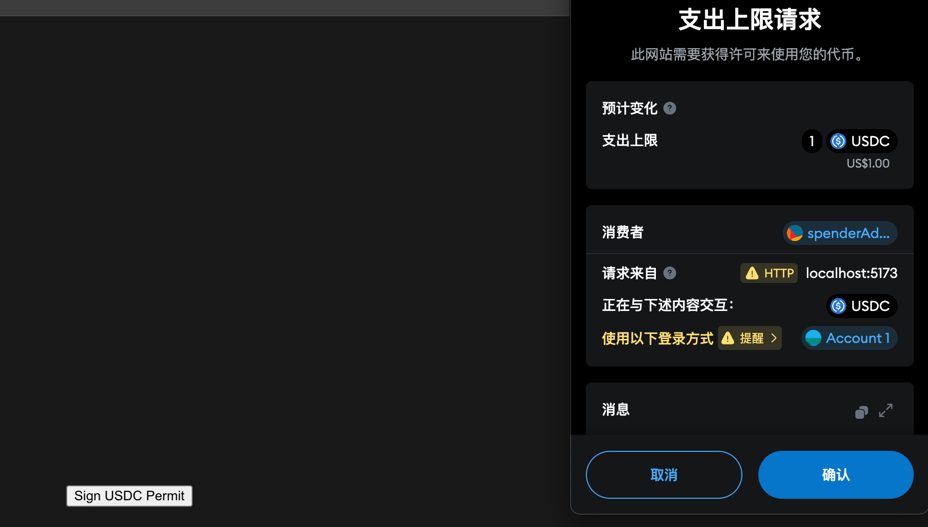 支出上限请求
此网站需要获得许可来使用您的代币。
预计变化 ?
支出上限 1 USDC
US$1.00
消费者 spenderAd...
请求来自 ? HTTP localhost:5173
正在与下述内容交互： USDC
使用以下登录方式 提醒 > Account 1
消息
取消 确认
Sign USDC Permit